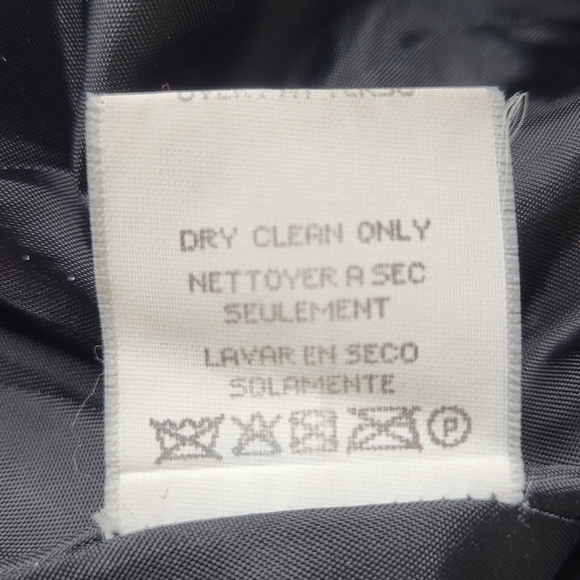 DRY CLEAN ONLY
NETTOYER A SEC
SEULEMENT
LAVAR EN SECO
SOLAMENTE
P